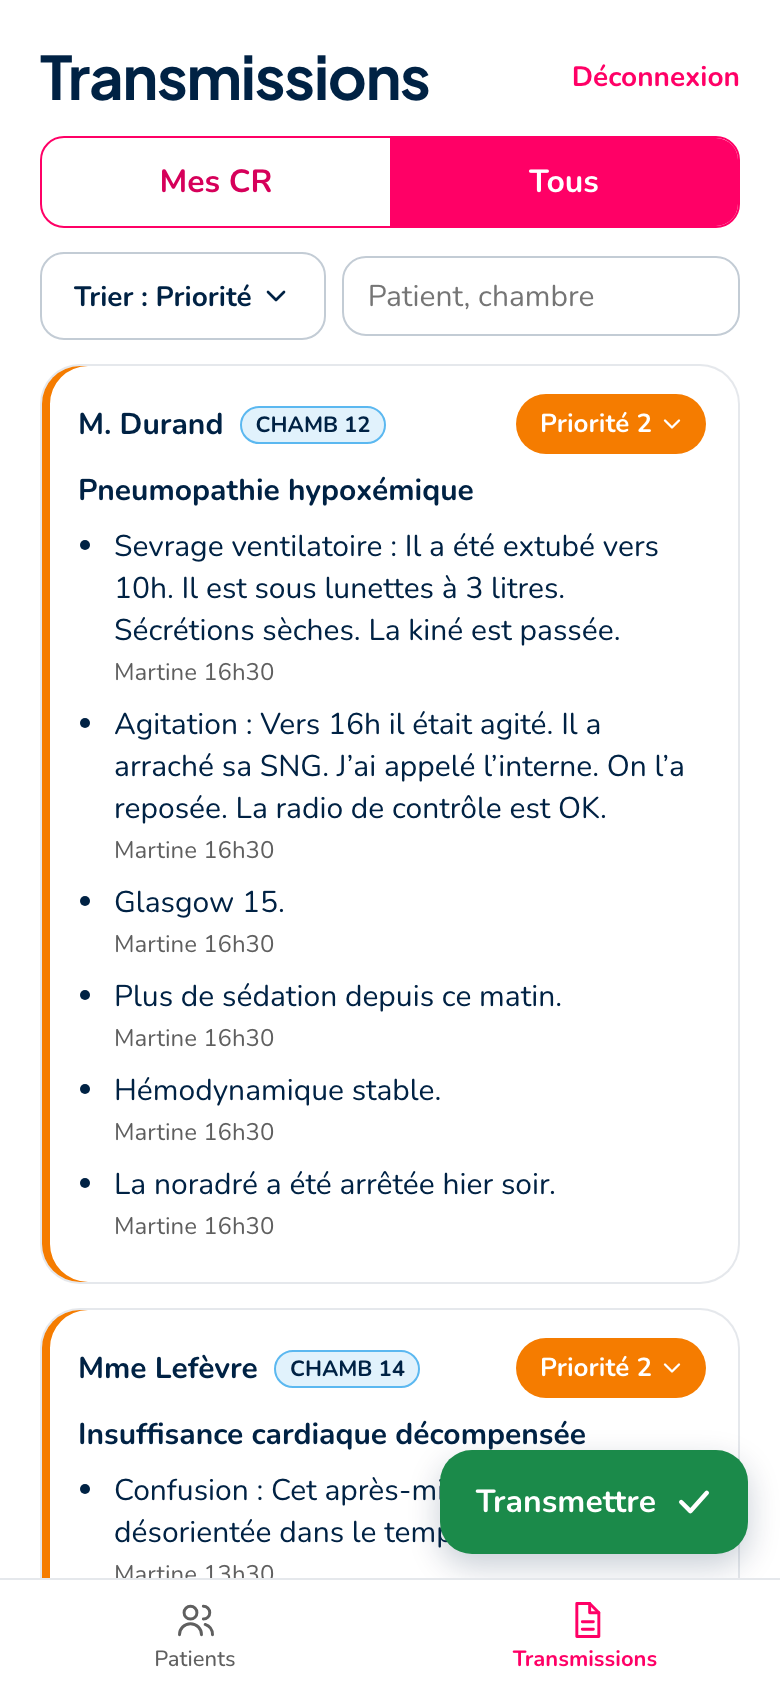 Transmissions
Déconnexion
Mes CR
Tous
Trier : Priorité
Patient, chambre
M. Durand
CHAMB 12
Priorité 2
Pneumopathie hypoxémique
• Sevrage ventilatoire : Il a été extubé vers
10h. Il est sous lunettes à 3 litres.
Sécrétions sèches. La kiné est passée.
Martine 16h30
• Agitation : Vers 16h il était agité. Il a
arraché sa SNG. J’ai appelé l’interne. On l’a
reposée. La radio de contrôle est OK.
Martine 16h30
• Glasgow 15.
Martine 16h30
• Plus de sédation depuis ce matin.
Martine 16h30
• Hémodynamique stable.
Martine 16h30
• La noradré a été arrêtée hier soir.
Martine 16h30
Mme Lefèvre
CHAMB 14
Priorité 2
Insuffisance cardiaque décompensée
• Confusion : Cet
désorientée dans le
Martine 13h30
Transmettre
Patients
Transmissions